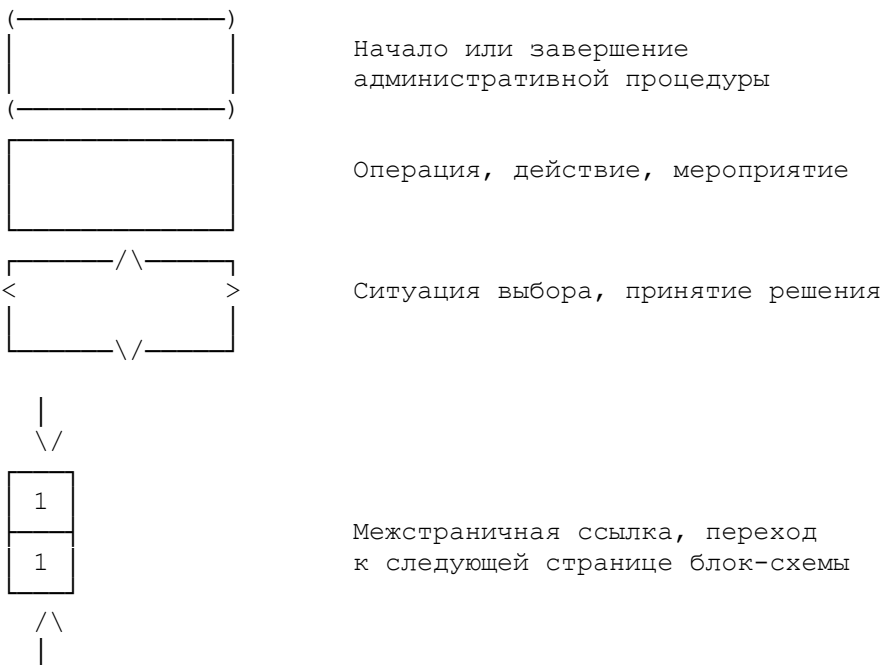 Начало или завершение
административной процедуры
Операция, действие, мероприятие
Ситуация выбора, принятие решения
1
Межстраничная ссылка, переход
1
к следующей странице блок-схемы